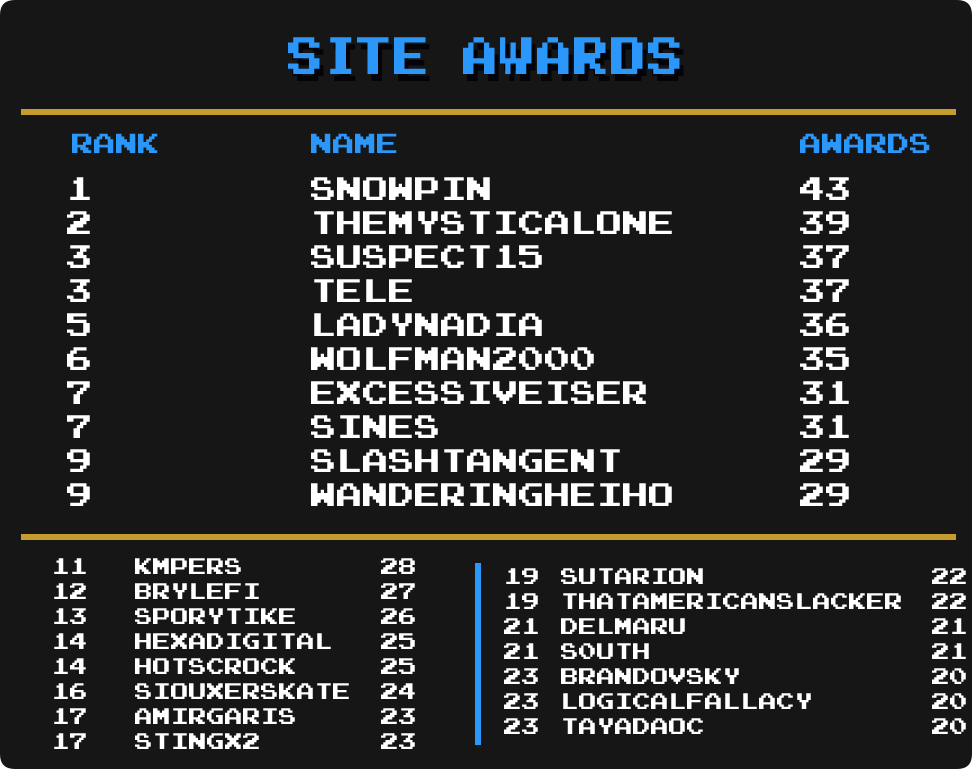 SITE AWARDS
RANK NAME AWARDS
1 SNOWPIN 43
2 THEMYSTICALONE 39
3 SUSPECT15 37
3 TELE 37
5 LADYNADIA 36
6 WOLFMAN2000 35
7 EXCESSIVEISER 31
7 SINES 31
9 SLASHTANGENT 29
9 WANDERINGHEIHO 29
11 KMPERS 28
12 BRYLEFI 27
13 SPORYTIKE 26
14 HEXADIGITAL 25
14 HOTSCROCK 25
16 SIOUXERSKATE 24
17 AMIRGARIS 23
17 STINGX2 23
19 SUTARION 22
19 THATAMERICANSLACKER 22
21 DELMARU 21
21 SOUTH 21
23 BRANDOVSKY 20
23 LOGICALFALLACY 20
23 TAYADAOC 20